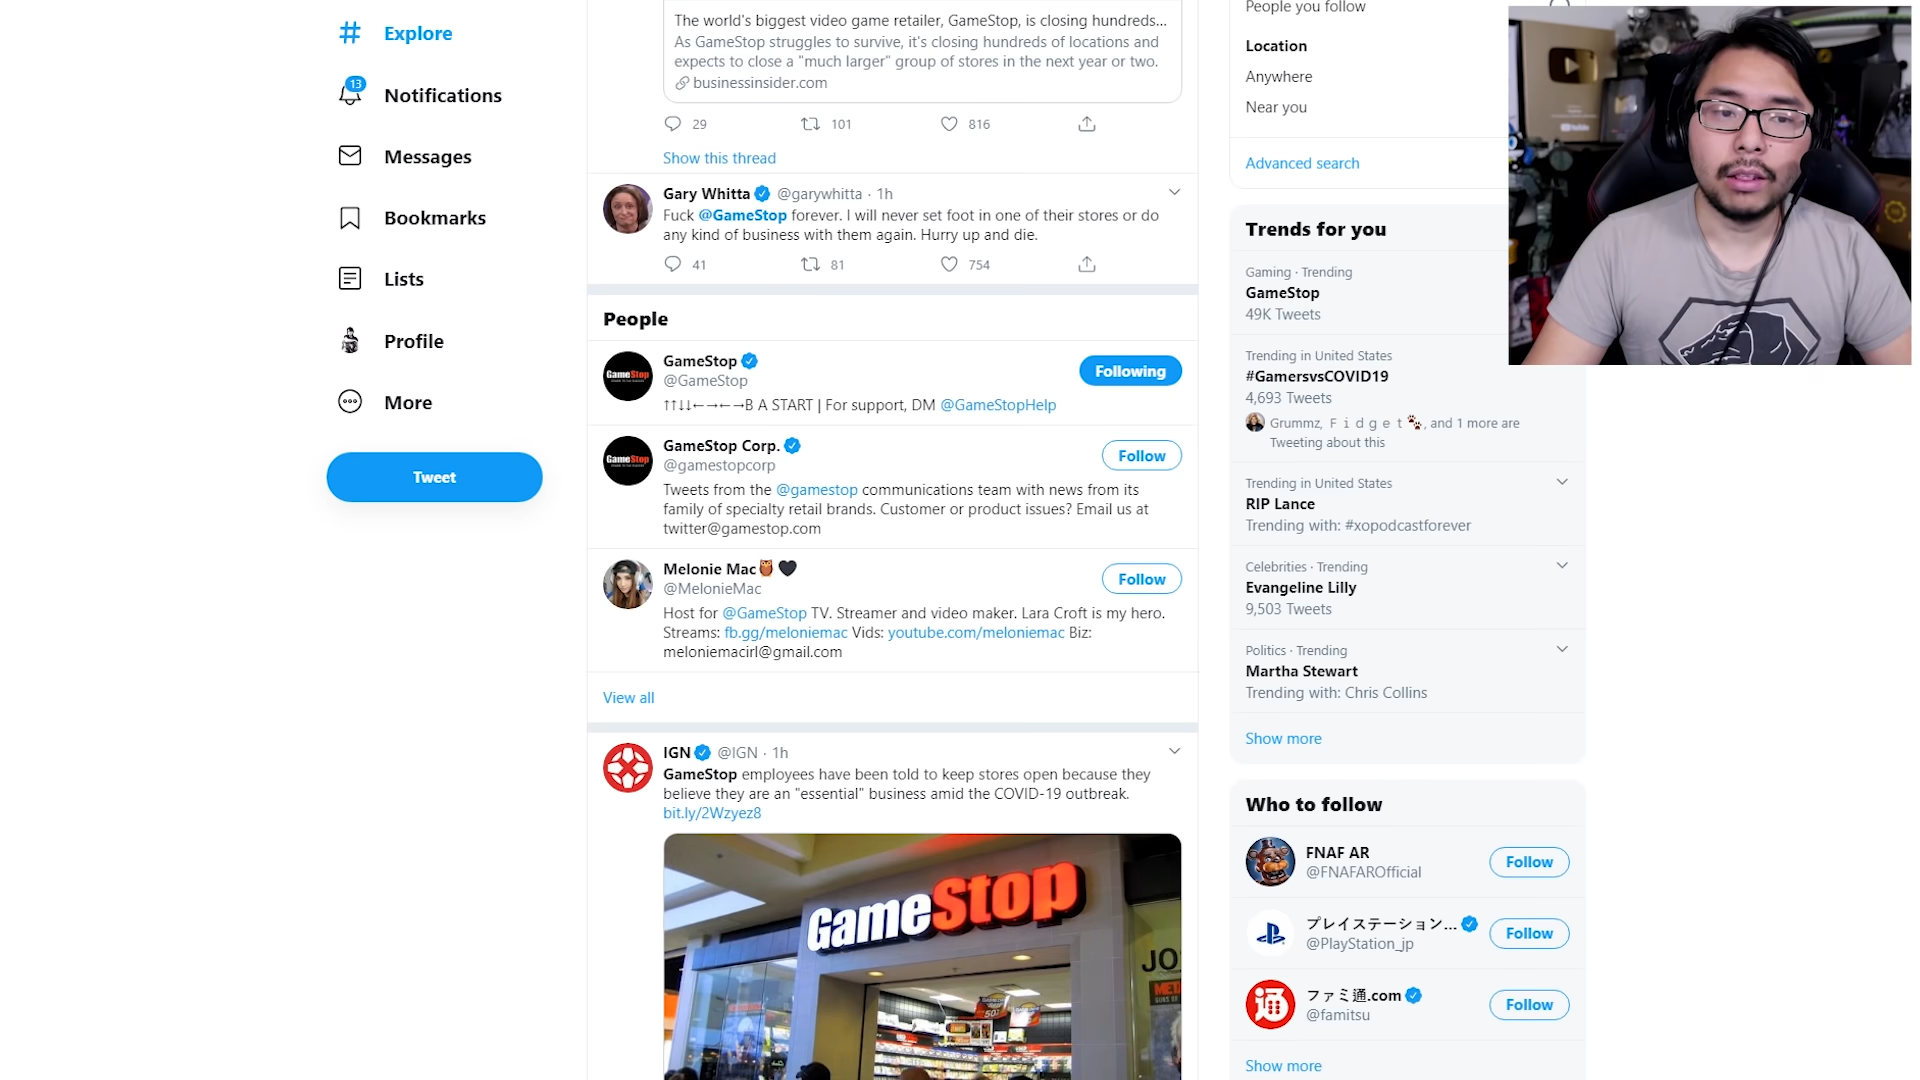 Explore
13
Notifications
Messages
Bookmarks
Lists
Profile
More
Tweet
The world's biggest video game retailer, GameStop, is closing hundreds...
As GameStop struggles to survive, it's closing hundreds of locations and
expects to close a "much larger" group of stores in the next year or two.
businessinsider.com
29 101 816
Show this thread
Gary Whitta @garywhitta · 1h
Fuck @GameStop forever. I will never set foot in one of their stores or do
any kind of business with them again. Hurry up and die.
41 81 754
People
GameStop
@GameStop
Following
↑↑↓↓←→←→B A START | For support, DM @GameStopHelp
GameStop Corp.
@gamestopcorp
Follow
Tweets from the @gamestop communications team with news from its
family of specialty retail brands. Customer or product issues? Email us at
twitter@gamestop.com
Melonie Mac🦉🖤
@MelonieMac
Follow
Host for @GameStop TV. Streamer and video maker. Lara Croft is my hero.
Streams: fb.gg/meloniemac Vids: youtube.com/meloniemac Biz:
meloniemacirl@gmail.com
View all
IGN @IGN · 1h
GameStop employees have been told to keep stores open because they
believe they are an "essential" business amid the COVID-19 outbreak.
bit.ly/2Wzyez8
GameStop
People you follow
Location
Anywhere
Near you
Advanced search
Trends for you
Gaming · Trending
GameStop
49K Tweets
Trending in United States
#GamersvsCOVID19
4,693 Tweets
Grummz, Ｆｉｄｇｅｔ🐾, and 1 more are
Tweeting about this
Trending in United States
RIP Lance
Trending with: #xopodcastforever
Celebrities · Trending
Evangeline Lilly
9,503 Tweets
Politics · Trending
Martha Stewart
Trending with: Chris Collins
Show more
Who to follow
FNAF AR
@FNAFAROfficial
Follow
プレイステーション...
@PlayStation_jp
Follow
ファミ通.com
@famitsu
Follow
Show more